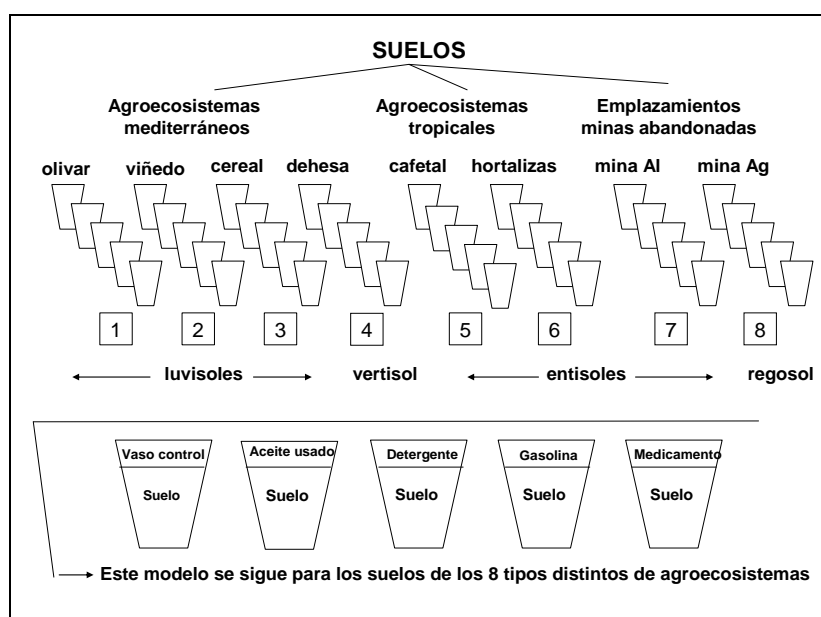 SUELOS
Agroecosistemas
mediterráneos
Agroecosistemas
tropicales
Emplazamientos
minas abandonadas
olivar viñedo cereal dehesa cafetal hortalizas mina Al mina Ag
1 2 3 4 5 6 7 8
luvisoles vertisol entisoles regosol
Vaso control Aceite usado Detergente Gasolina Medicamento
Suelo Suelo Suelo Suelo Suelo
Este modelo se sigue para los suelos de los 8 tipos distintos de agroecosistemas